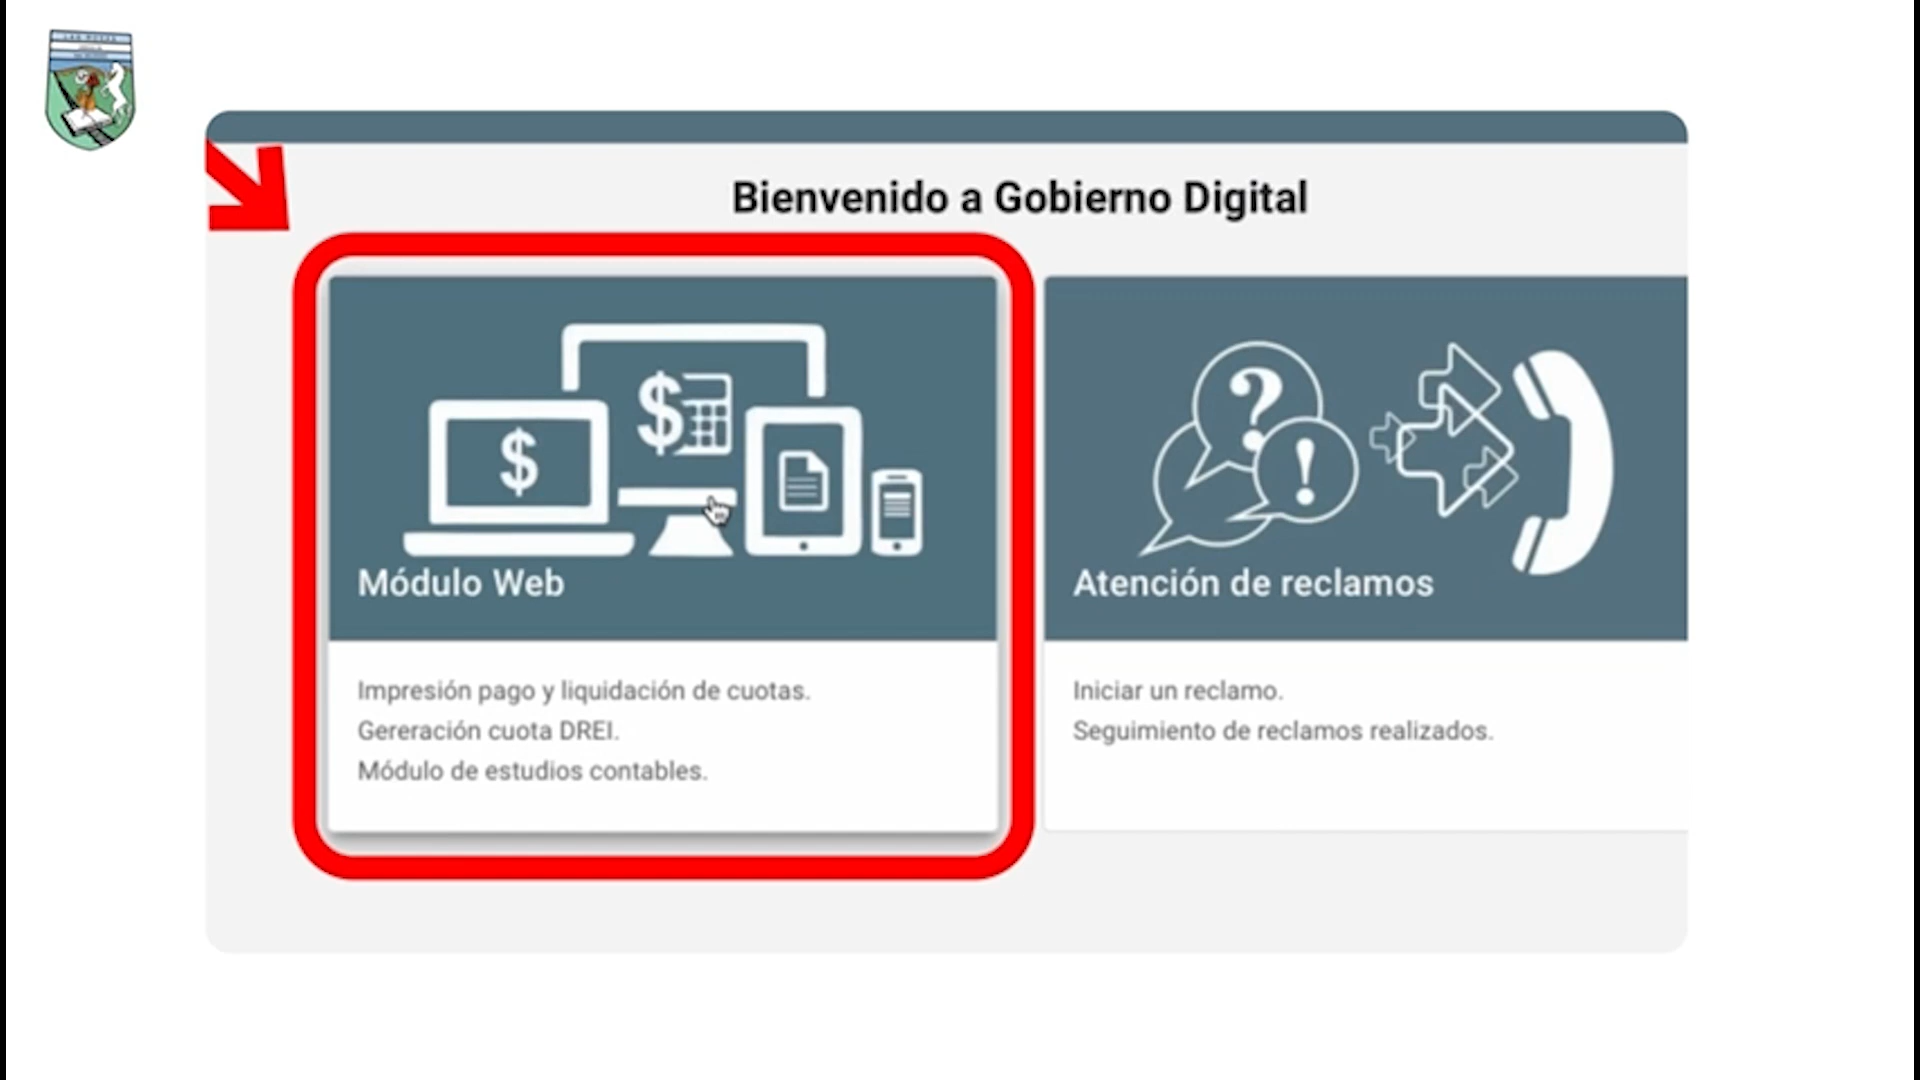 Bienvenido a Gobierno Digital
Módulo Web
Impresión pago y liquidación de cuotas.
Gereración cuota DREI.
Módulo de estudios contables.
Atención de reclamos
Iniciar un reclamo.
Seguimiento de reclamos realizados.